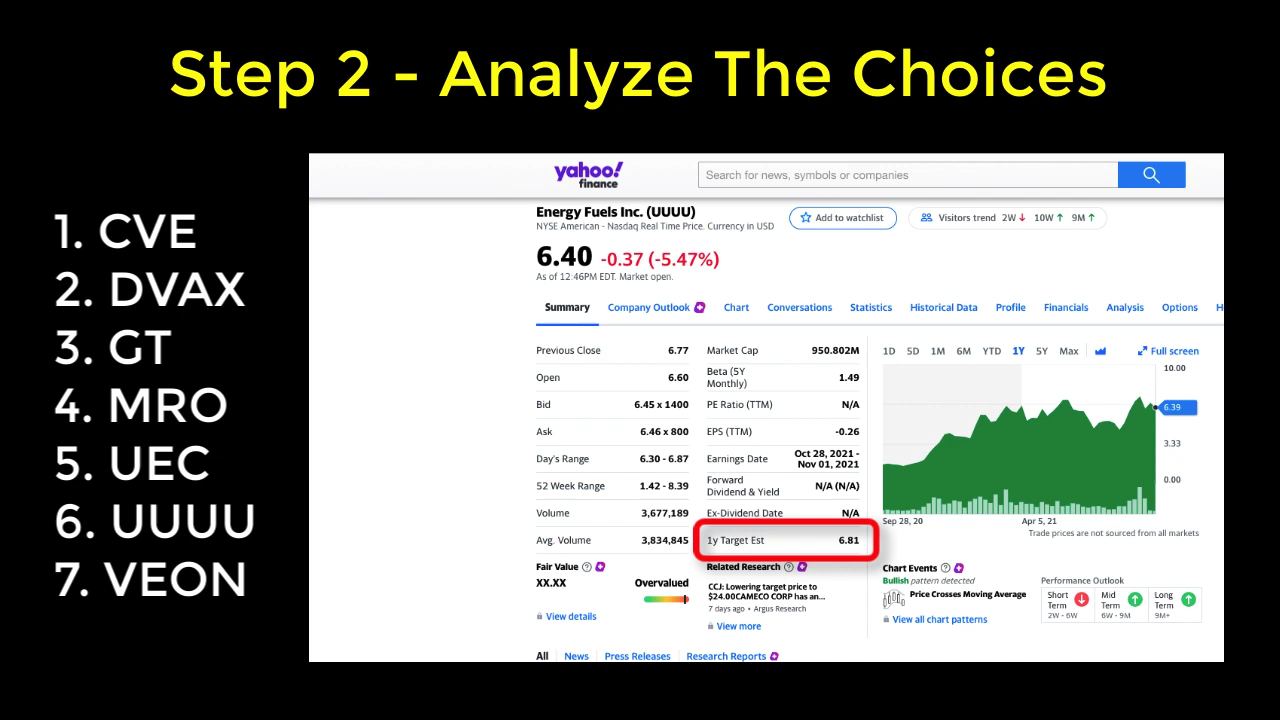 Step 2 - Analyze The Choices
1. CVE
2. DVAX
3. GT
4. MRO
5. UEC
6. UUUU
7. VEON
yahoo!
finance
Search for news, symbols or companies
Energy Fuels Inc. (UUUU)
NYSE American - Nasdaq Real Time Price. Currency in USD
Add to watchlist
Visitors trend 2W 10W 9M
6.40 -0.37 (-5.47%)
As of 12:46PM EDT. Market open.
Summary Company Outlook Chart Conversations Statistics Historical Data Profile Financials Analysis Options H
Previous Close 6.77
Open 6.60
Bid 6.45 x 1400
Ask 6.46 x 800
Day's Range 6.30 - 6.87
52 Week Range 1.42 - 8.39
Volume 3,677,189
Avg. Volume 3,834,845
Market Cap 950.802M
Beta (5Y
Monthly) 1.49
PE Ratio (TTM) N/A
EPS (TTM) -0.26
Earnings Date Oct 28, 2021 -
Nov 01, 2021
Forward
Dividend & Yield N/A (N/A)
Ex-Dividend Date N/A
1y Target Est 6.81
1D 5D 1M 6M YTD 1Y 5Y Max Full screen
10.00
6.39
3.33
0.00
Sep 28, 20 Apr 5, 21
Trade prices are not sourced from all markets
Fair Value
XX.XX Overvalued
View details
Related Research
CCJ: Lowering target price to
$24.00CAMECO CORP has an...
7 days ago • Argus Research
View more
Chart Events
Bullish pattern detected
Price Crosses Moving Average
View all chart patterns
Performance Outlook
Short
Term
2W - 6W
Mid
Term
6W - 9M
Long
Term
9M+
All News Press Releases Research Reports